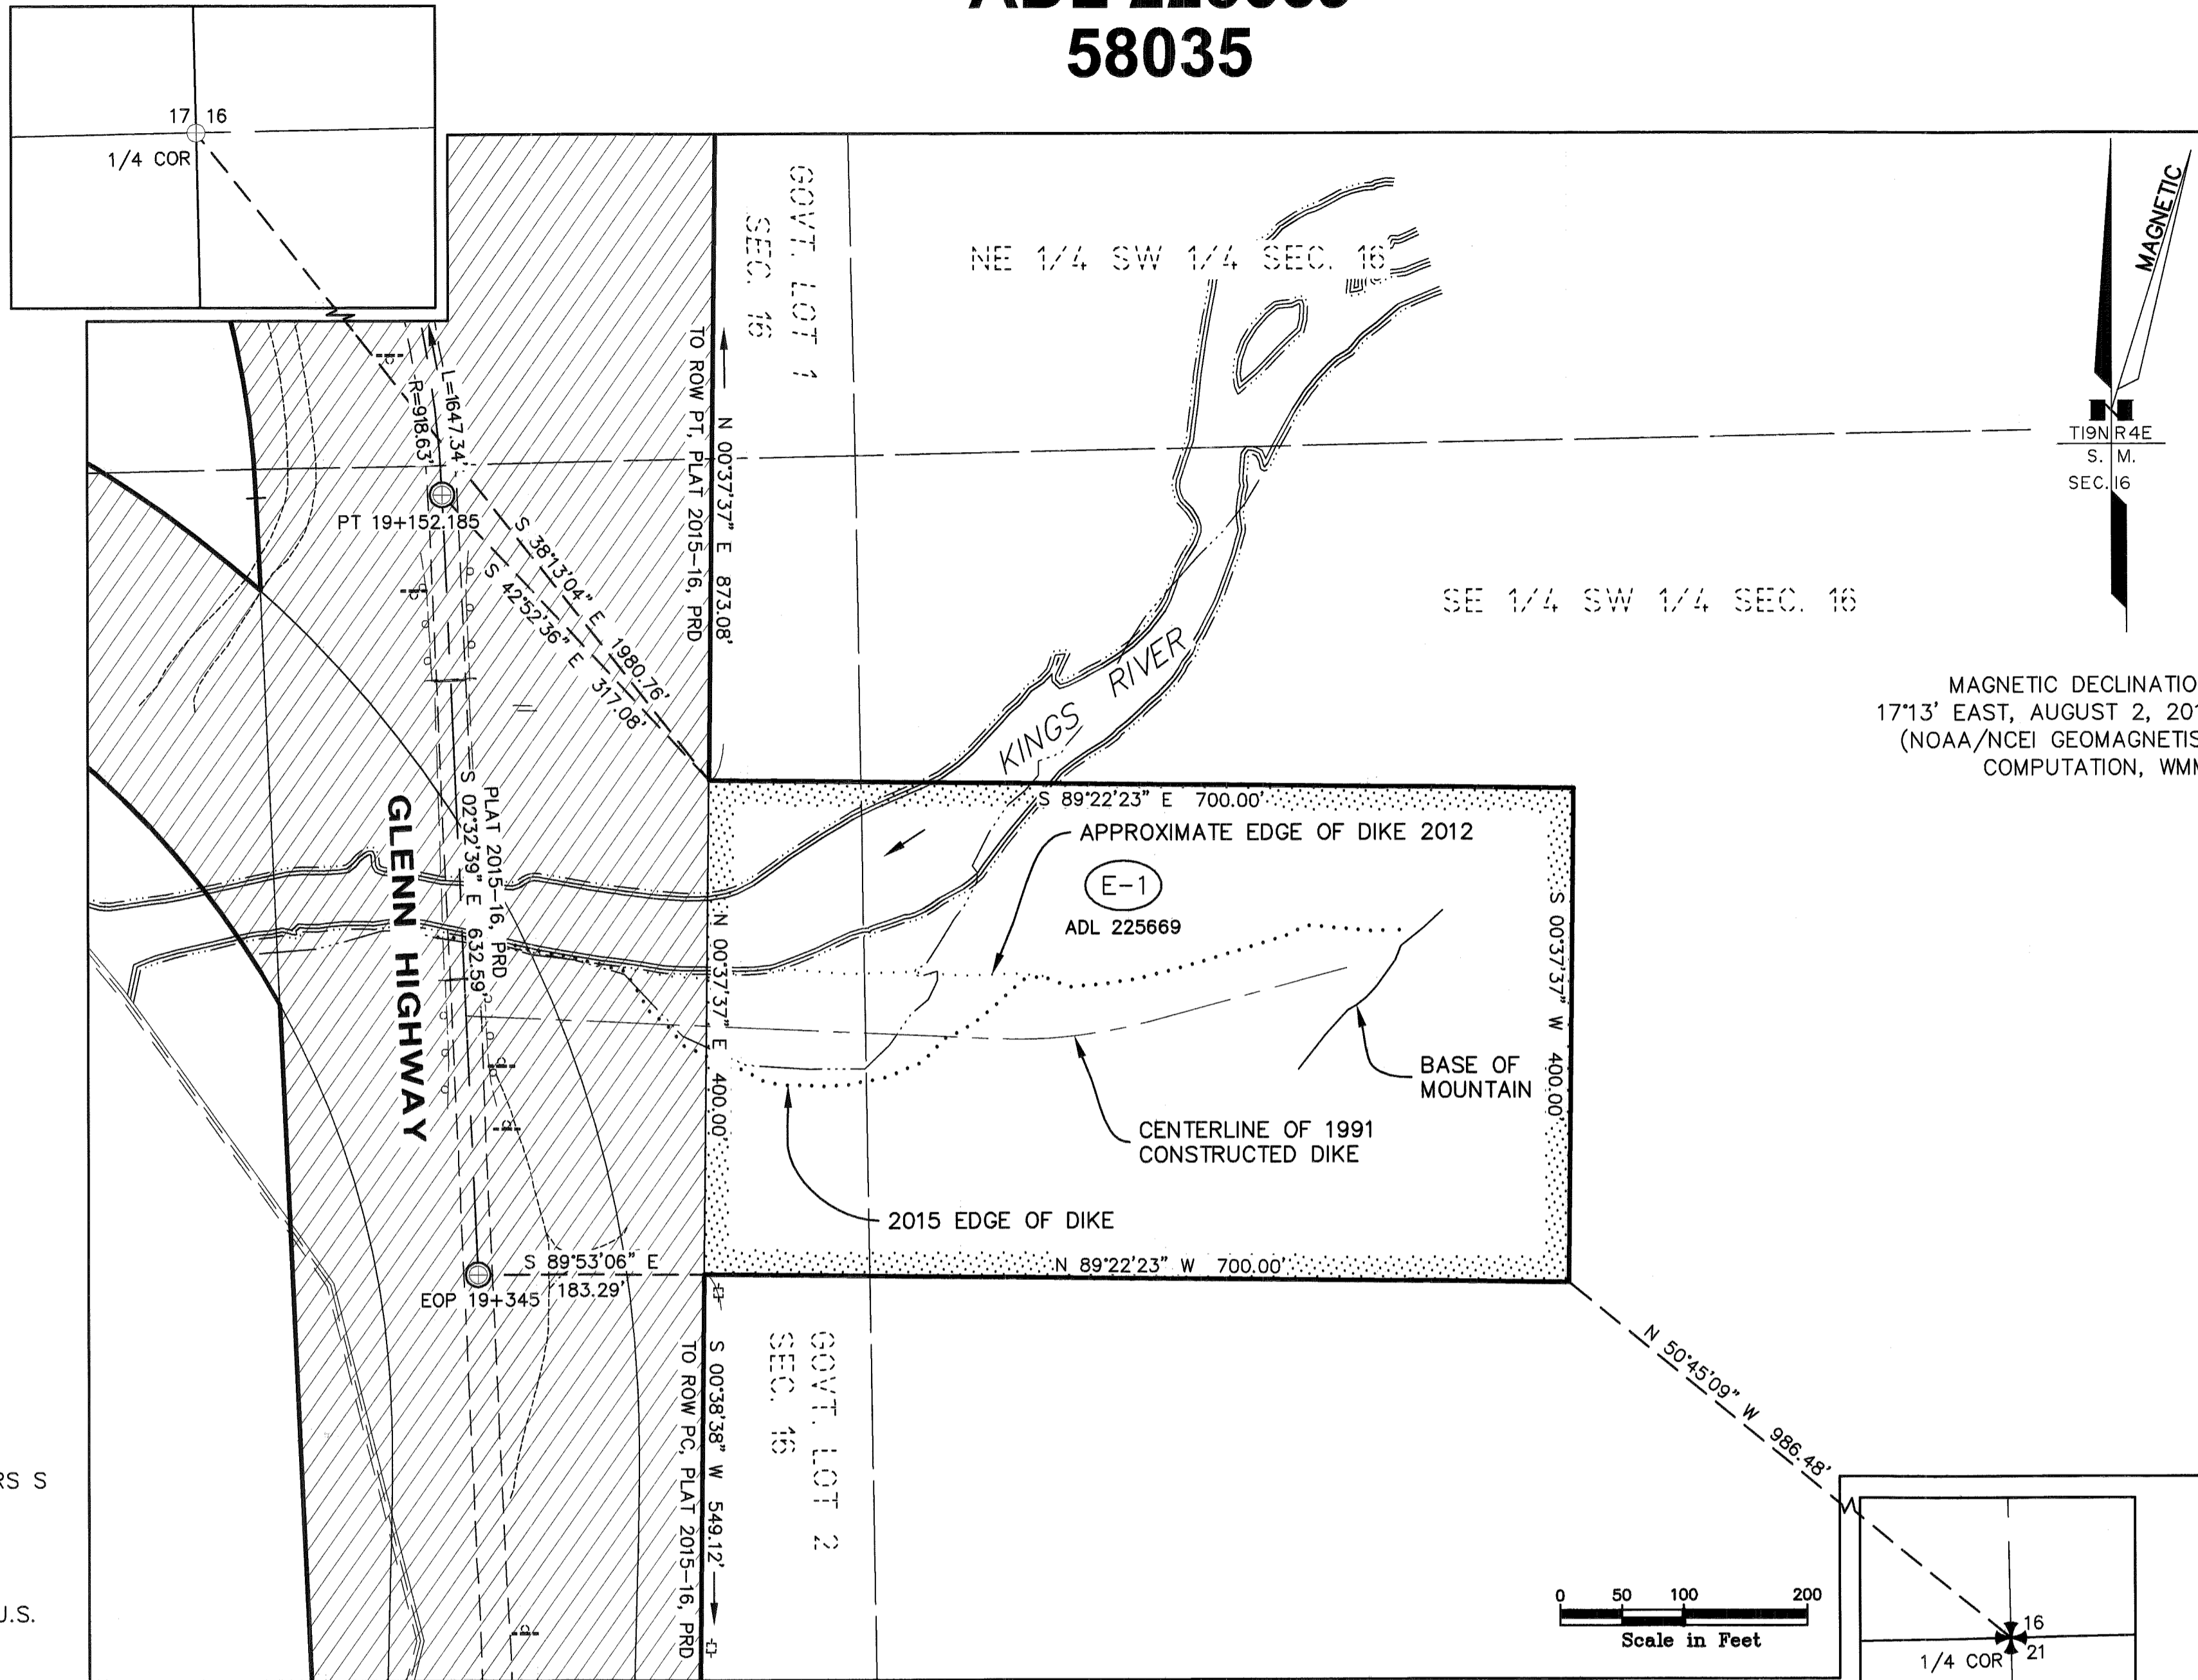 58035
17 16
1/4 COR
GOVT. LOT 1
SEC. 16
NE 1/4 SW 1/4 SEC. 16
MAGNETIC
N
T19N R4E
S. M.
SEC. 16
TO ROW PT, PLAT 2015-16, PRD
N 00°37'37" E 873.08'
L=1647.34'
R=918.63'
PT 19+152.185
S 38°13'04" E 1980.76'
S 42°52'36" E 317.08'
SE 1/4 SW 1/4 SEC. 16
KINGS RIVER
17°13' EAST, AUGUST 2,
COMPUTATION,
MAGNETIC
(NOAA/NCEI
PLAT 2015-16, PRD
S 02°32'39" E 632.59'
GLENN HIGHWAY
S 89°22'23" E 700.00'
APPROXIMATE EDGE OF DIKE 2012
E-1
ADL 225669
N 00°37'37" E 400.00'
S 00°37'37" W 400.00'
BASE OF
MOUNTAIN
CENTERLINE OF 1991
CONSTRUCTED DIKE
2015 EDGE OF DIKE
S 89°53'06" E
183.29'
EOP 19+345
N 89°22'23" W 700.00'
GOVT. LOT 2
SEC. 16
S 00°38'38" W 549.12'
TO ROW PC, PLAT 2015-16, PRD
N 50°45'09" W 986.48'
S
U.S.
0 50 100 200
Scale in Feet
16
21
1/4 COR